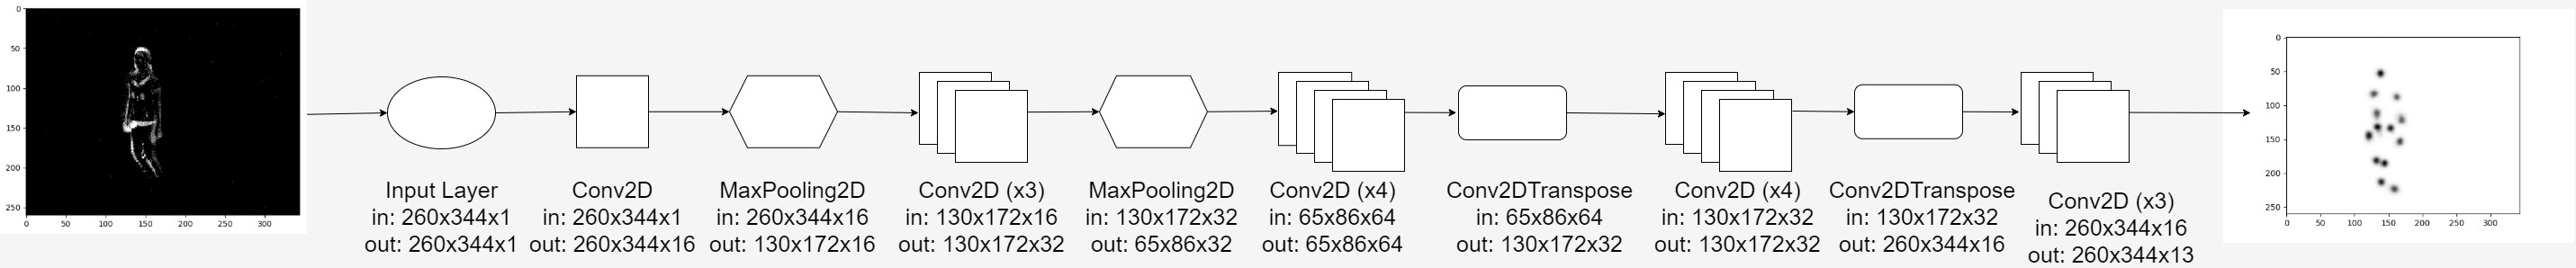 0
50
100
150
200
250
0 50 100 150 200 250 300
Input Layer
in: 260x344x1
out: 260x344x1
Conv2D
in: 260x344x1
out: 260x344x16
MaxPooling2D
in: 260x344x16
out: 130x172x16
Conv2D (x3)
in: 130x172x16
out: 130x172x32
MaxPooling2D
in: 130x172x32
out: 65x86x32
Conv2D (x4)
in: 65x86x64
out: 65x86x64
Conv2DTranspose
in: 65x86x64
out: 130x172x32
Conv2D (x4)
in: 130x172x32
out: 130x172x32
Conv2DTranspose
in: 130x172x32
out: 260x344x16
Conv2D (x3)
in: 260x344x16
out: 260x344x13
0
50
100
150
200
250
0 50 100 150 200 250 300